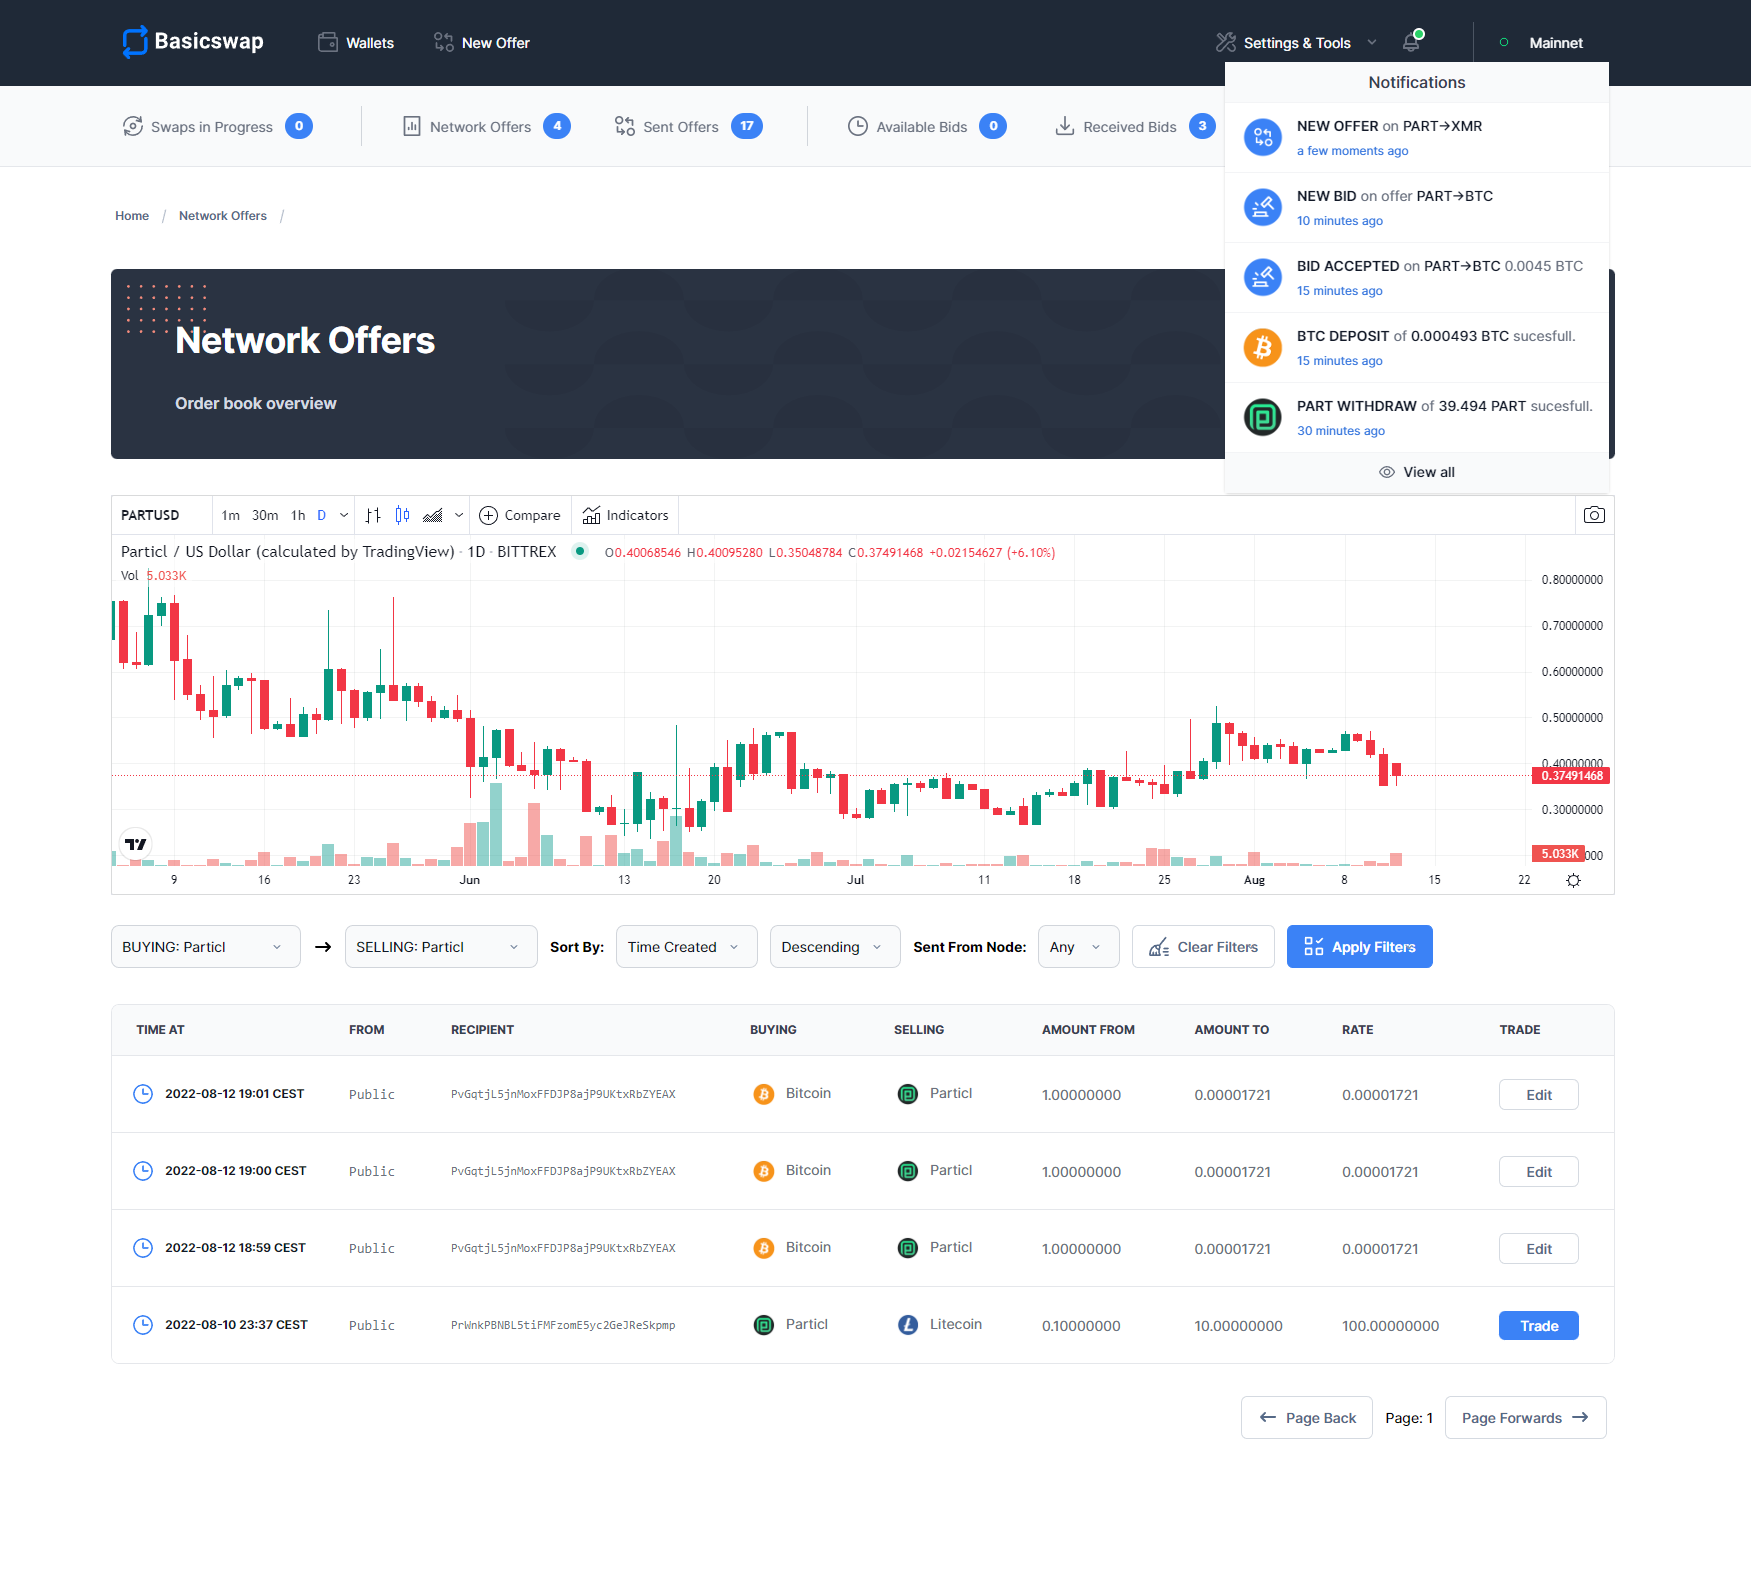 Basicswap
Wallets
New Offer
Settings & Tools
Mainnet
Swaps in Progress 0
Network Offers 4
Sent Offers 17
Available Bids 0
Received Bids 3
Notifications
NEW OFFER on PART→XMR
a few moments ago
NEW BID on offer PART→BTC
10 minutes ago
BID ACCEPTED on PART→BTC 0.0045 BTC
15 minutes ago
BTC DEPOSIT of 0.000493 BTC sucesfull.
15 minutes ago
PART WITHDRAW of 39.494 PART sucesfull.
30 minutes ago
View all
Home / Network Offers /
Network Offers
Order book overview
PARTUSD 1m 30m 1h D Compare Indicators
Particl / US Dollar (calculated by TradingView) · 1D · BITTREX O0.40068546 H0.40095280 L0.35048784 C0.37491468 +0.02154627 (+6.10%)
Vol 5.033K
0.80000000
0.70000000
0.60000000
0.50000000
0.40000000
0.37491468
0.30000000
5.033K 000
9 16 23 Jun 13 20 Jul 11 18 25 Aug 8 15 22
BUYING: Particl → SELLING: Particl Sort By: Time Created Descending Sent From Node: Any Clear Filters Apply Filters
TIME AT FROM RECIPIENT BUYING SELLING AMOUNT FROM AMOUNT TO RATE TRADE
2022-08-12 19:01 CEST Public PvGqtjL5jnMoxFFDJP8ajP9UKtxRbZYEAX Bitcoin Particl 1.00000000 0.00001721 0.00001721 Edit
2022-08-12 19:00 CEST Public PvGqtjL5jnMoxFFDJP8ajP9UKtxRbZYEAX Bitcoin Particl 1.00000000 0.00001721 0.00001721 Edit
2022-08-12 18:59 CEST Public PvGqtjL5jnMoxFFDJP8ajP9UKtxRbZYEAX Bitcoin Particl 1.00000000 0.00001721 0.00001721 Edit
2022-08-10 23:37 CEST Public PrWnkPBNBL5tiFMFzomE5yc2GeJReSkpmp Particl Litecoin 0.10000000 10.00000000 100.00000000 Trade
← Page Back Page: 1 Page Forwards →